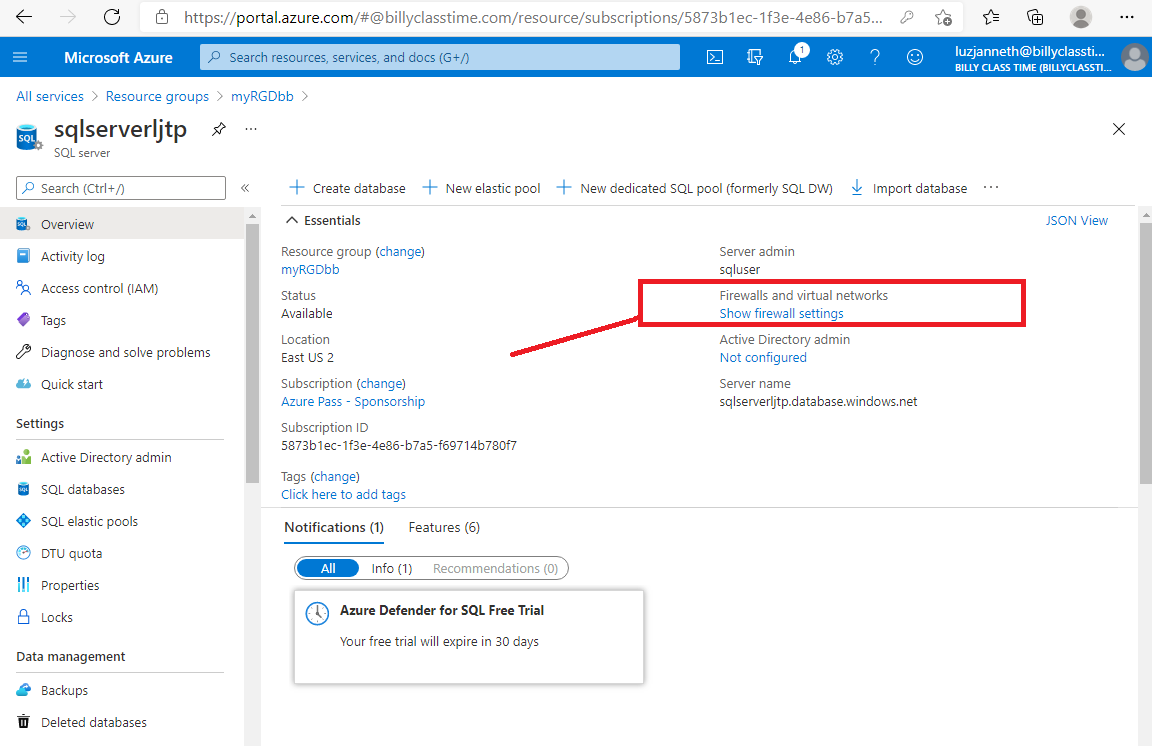 https://portal.azure.com/#@billyclasstime.com/resource/subscriptions/5873b1ec-1f3e-4e86-b7a5...
Microsoft Azure
Search resources, services, and docs (G+/)
1
luzjanneth@billyclassti...
BILLY CLASS TIME (BILLYCLASSTI...
All services > Resource groups > myRGDbb >
sqlserverljtp
SQL
SQL server
Search (Ctrl+/)
«
Create database
New elastic pool
New dedicated SQL pool (formerly SQL DW)
Import database
Overview
Activity log
Access control (IAM)
Tags
Diagnose and solve problems
Quick start
Settings
Active Directory admin
SQL databases
SQL elastic pools
DTU quota
Properties
Locks
Data management
Backups
Deleted databases
Essentials
JSON View
Resource group (change)
myRGDbb
Status
Available
Location
East US 2
Subscription (change)
Azure Pass - Sponsorship
Subscription ID
5873b1ec-1f3e-4e86-b7a5-f69714b780f7
Tags (change)
Click here to add tags
Server admin
sqluser
Firewalls and virtual networks
Show firewall settings
Active Directory admin
Not configured
Server name
sqlserverljtp.database.windows.net
Notifications (1)
Features (6)
All
Info (1)
Recommendations (0)
Azure Defender for SQL Free Trial
Your free trial will expire in 30 days